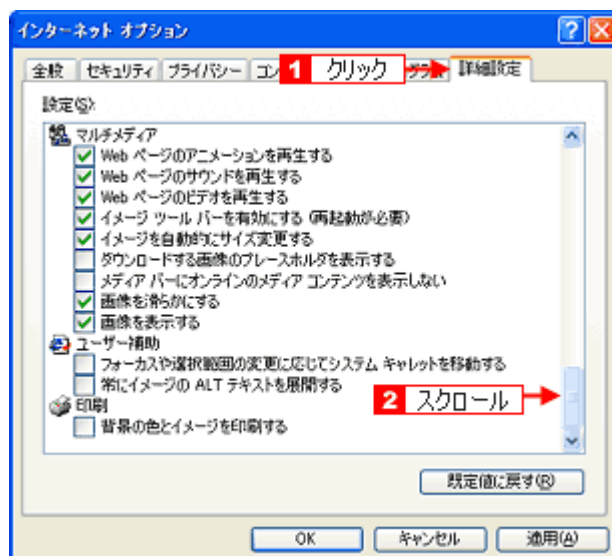 インターネット オプション
全般 セキュリティ プライバシー コン 1 クリック グラム 詳細設定
設定(S):
マルチメディア
Web ページのアニメーションを再生する
Web ページのサウンドを再生する
Web ページのビデオを再生する
イメージ ツール バーを有効にする (再起動が必要)
イメージを自動的にサイズ変更する
ダウンロードする画像のプレースホルダを表示する
メディア バーにオンラインのメディア コンテンツを表示しない
画像を滑らかにする
画像を表示する
ユーザー補助
フォーカスや選択範囲の変更に応じてシステム キャレットを移動する
常にイメージの ALT テキストを展開する
2 スクロール
印刷
背景の色とイメージを印刷する
既定値に戻す(R)
OK キャンセル 適用(A)